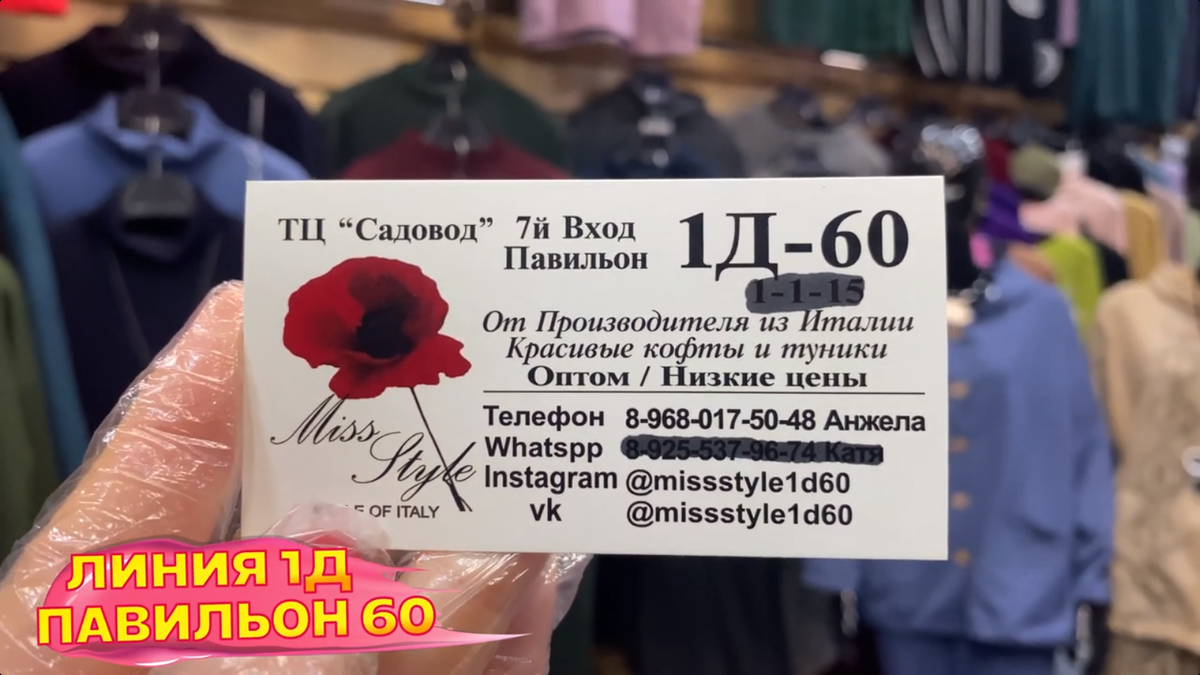 ТЦ “Садовод” 7й Вход
Павильон
1Д-60
1-1-15
От Производителя из Италии
Красивые кофты и туники
Оптом / Низкие цены
Телефон 8-968-017-50-48 Анжела
Whatspp 8-925-537-96-74 Катя
Instagram @missstyle1d60
vk @missstyle1d60
Miss
Style
OF ITALY
ЛИНИЯ 1Д
ПАВИЛЬОН 60